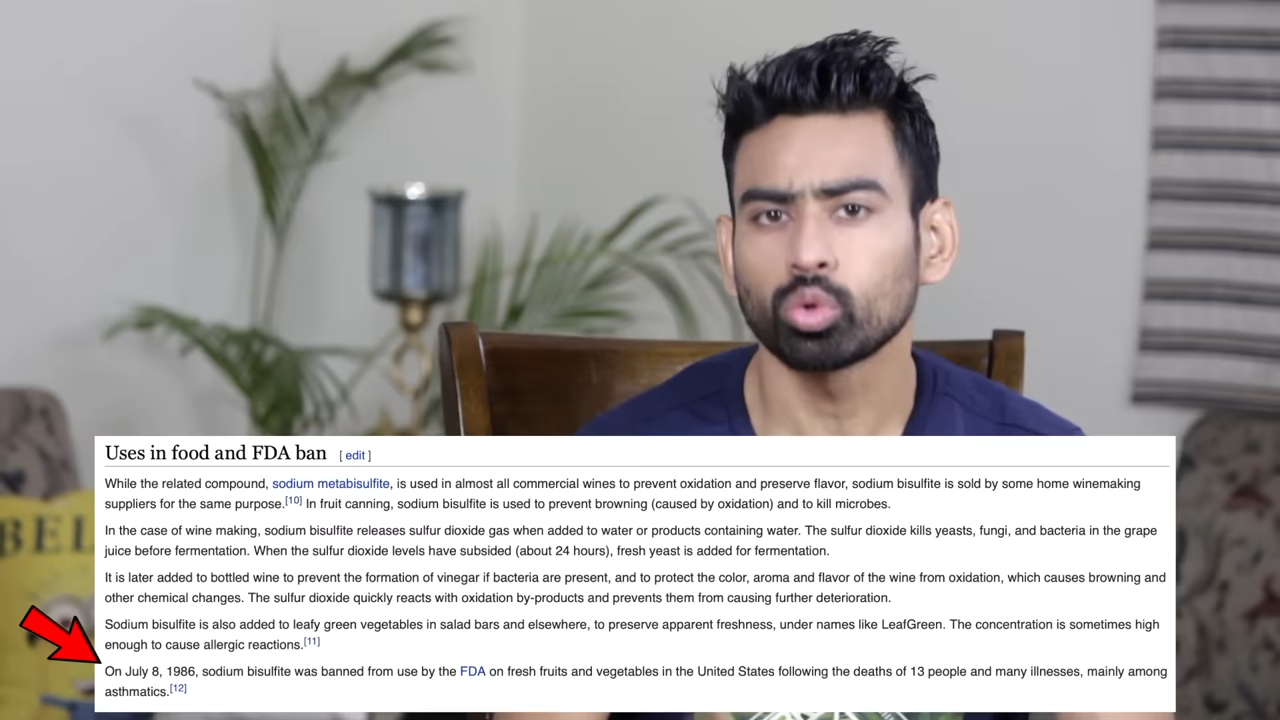 Uses in food and FDA ban [ edit ]
While the related compound, sodium metabisulfite, is used in almost all commercial wines to prevent oxidation and preserve flavor, sodium bisulfite is sold by some home winemaking
suppliers for the same purpose.[10] In fruit canning, sodium bisulfite is used to prevent browning (caused by oxidation) and to kill microbes.
In the case of wine making, sodium bisulfite releases sulfur dioxide gas when added to water or products containing water. The sulfur dioxide kills yeasts, fungi, and bacteria in the grape
juice before fermentation. When the sulfur dioxide levels have subsided (about 24 hours), fresh yeast is added for fermentation.
It is later added to bottled wine to prevent the formation of vinegar if bacteria are present, and to protect the color, aroma and flavor of the wine from oxidation, which causes browning and
other chemical changes. The sulfur dioxide quickly reacts with oxidation by-products and prevents them from causing further deterioration.
Sodium bisulfite is also added to leafy green vegetables in salad bars and elsewhere, to preserve apparent freshness, under names like LeafGreen. The concentration is sometimes high
enough to cause allergic reactions.[11]
On July 8, 1986, sodium bisulfite was banned from use by the FDA on fresh fruits and vegetables in the United States following the deaths of 13 people and many illnesses, mainly among
asthmatics.[12]
BEL